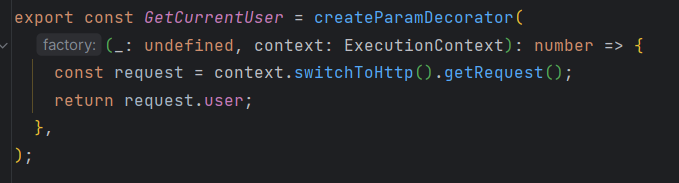 export const GetCurrentUser = createParamDecorator(
factory: (_: undefined, context: ExecutionContext): number => {
const request = context.switchToHttp().getRequest();
return request.user;
},
);